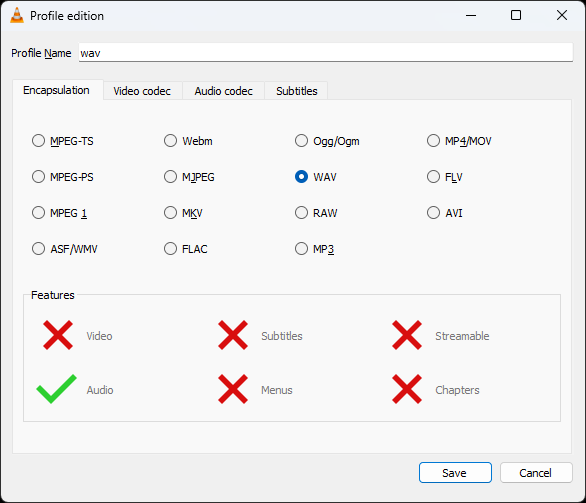 Profile edition
Profile Name wav
Encapsulation Video codec Audio codec Subtitles
MPEG-TS Webm Ogg/Ogm MP4/MOV
MPEG-PS MJPEG WAV FLV
MPEG 1 MKV RAW AVI
ASF/WMV FLAC MP3
Features
Video Subtitles Streamable
Audio Menus Chapters
Save Cancel